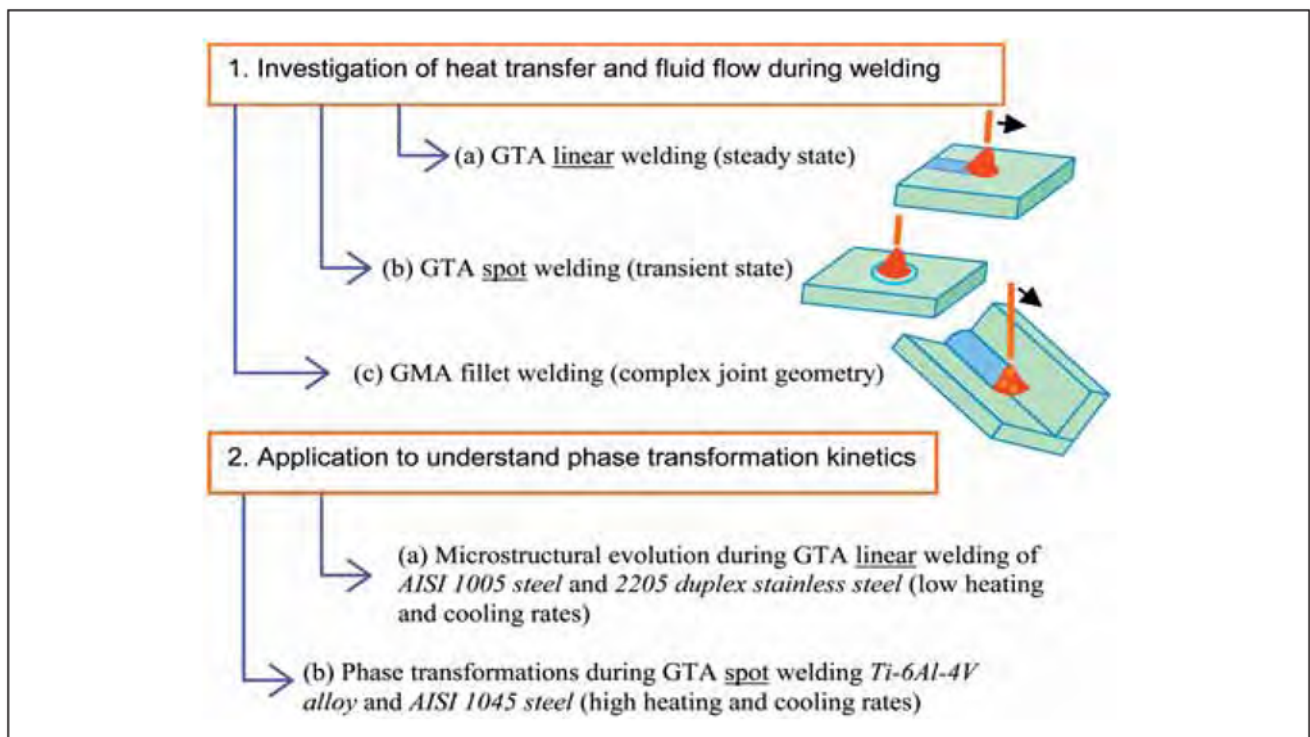 1. Investigation of heat transfer and fluid flow during welding
(a) GTA linear welding (steady state)
(b) GTA spot welding (transient state)
(c) GMA fillet welding (complex joint geometry)
2. Application to understand phase transformation kinetics
(a) Microstructural evolution during GTA linear welding of
AISI 1005 steel and 2205 duplex stainless steel (low heating
and cooling rates)
(b) Phase transformations during GTA spot welding Ti-6Al-4V
alloy and AISI 1045 steel (high heating and cooling rates)